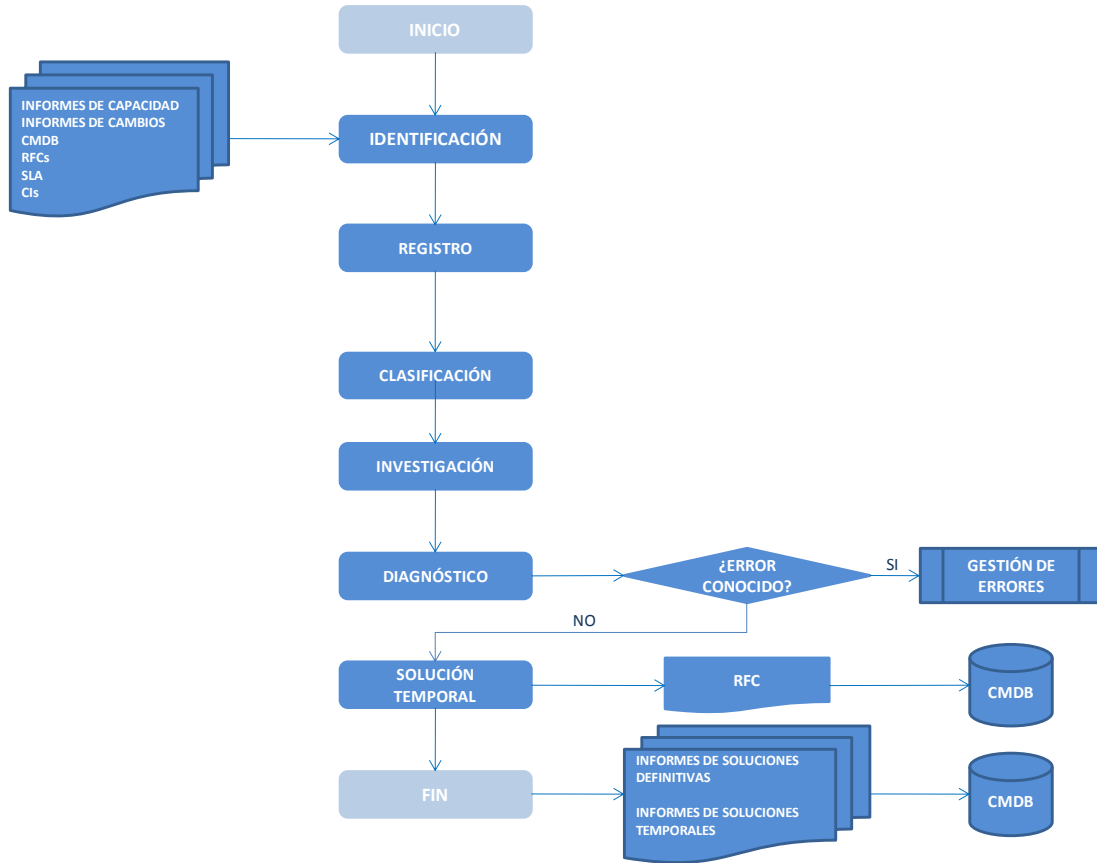 INICIO
INFORMES DE CAPACIDAD
INFORMES DE CAMBIOS
CMDB
RFCs
SLA
CIs
IDENTIFICACIÓN
REGISTRO
CLASIFICACIÓN
INVESTIGACIÓN
DIAGNÓSTICO
¿ERROR
CONOCIDO?
SI
GESTIÓN DE
ERRORES
NO
SOLUCIÓN
TEMPORAL
RFC
CMDB
FIN
INFORMES DE SOLUCIONES
DEFINITIVAS
INFORMES DE SOLUCIONES
TEMPORALES
CMDB